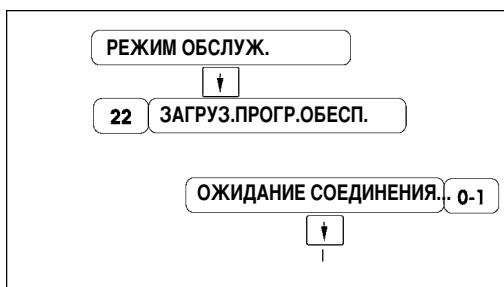 РЕЖИМ ОБСЛУЖ.
22 ЗАГРУЗ.ПРОГР.ОБЕСП.
ОЖИДАНИЕ СОЕДИНЕНИЯ... 0-1